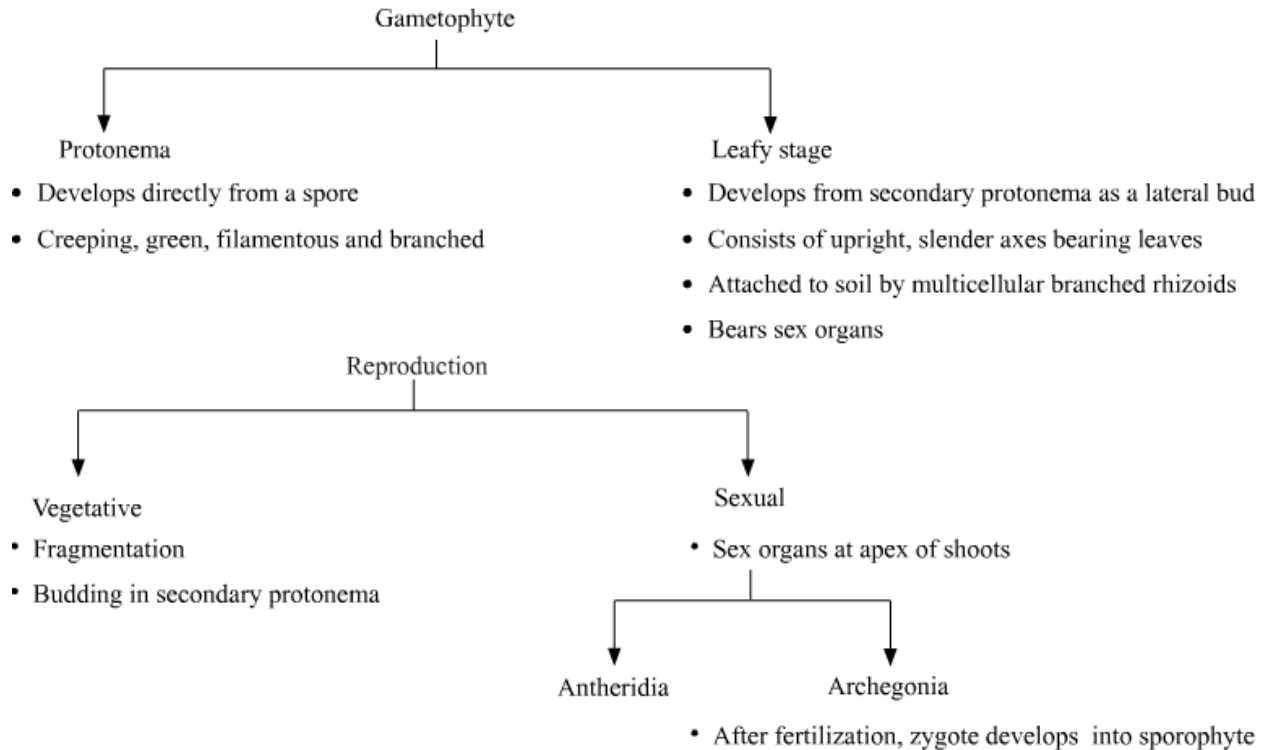 Gametophyte
Protonema
• Develops directly from a spore
• Creeping, green, filamentous and branched
Leafy stage
• Develops from secondary protonema as a lateral bud
• Consists of upright, slender axes bearing leaves
• Attached to soil by multicellular branched rhizoids
• Bears sex organs
Reproduction
Vegetative
• Fragmentation
• Budding in secondary protonema
Sexual
• Sex organs at apex of shoots
Antheridia
Archegonia
• After fertilization, zygote develops into sporophyte